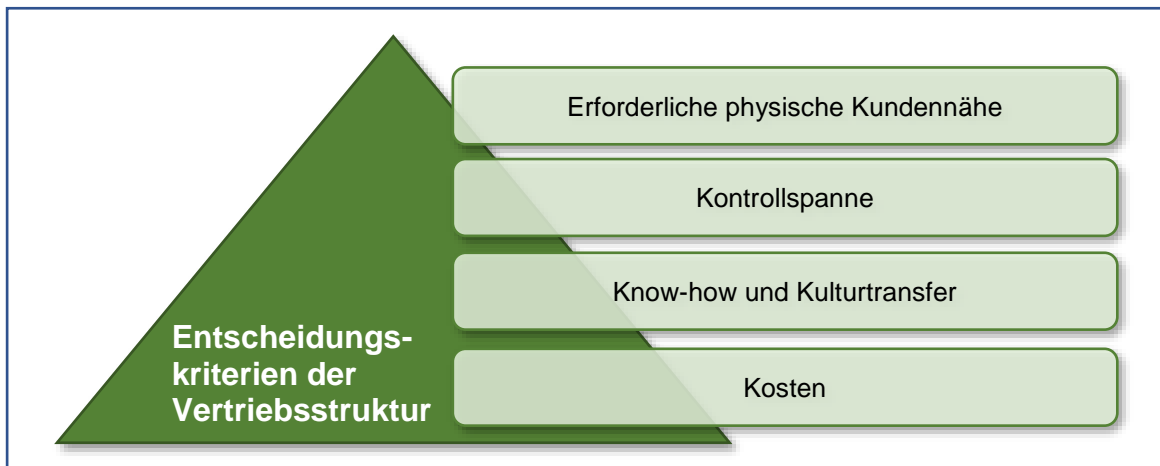 Erforderliche physische Kundennähe
Kontrollspanne
Know-how und Kulturtransfer
Entscheidungs-
kriterien der
Vertriebsstruktur
Kosten